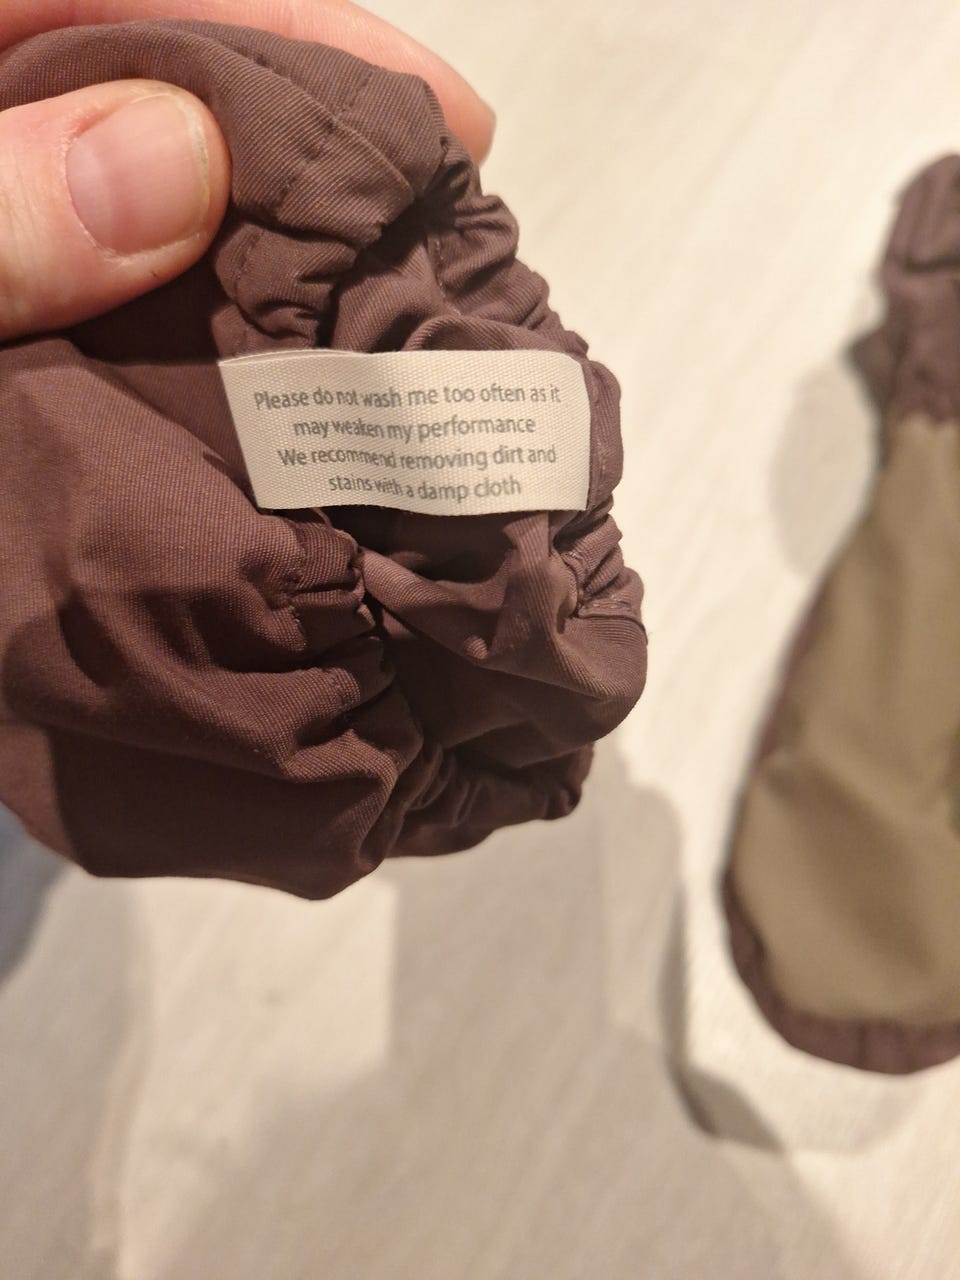 Please do not wash me too often as it
may weaken my performance
We recommend removing dirt and
stains with a damp cloth